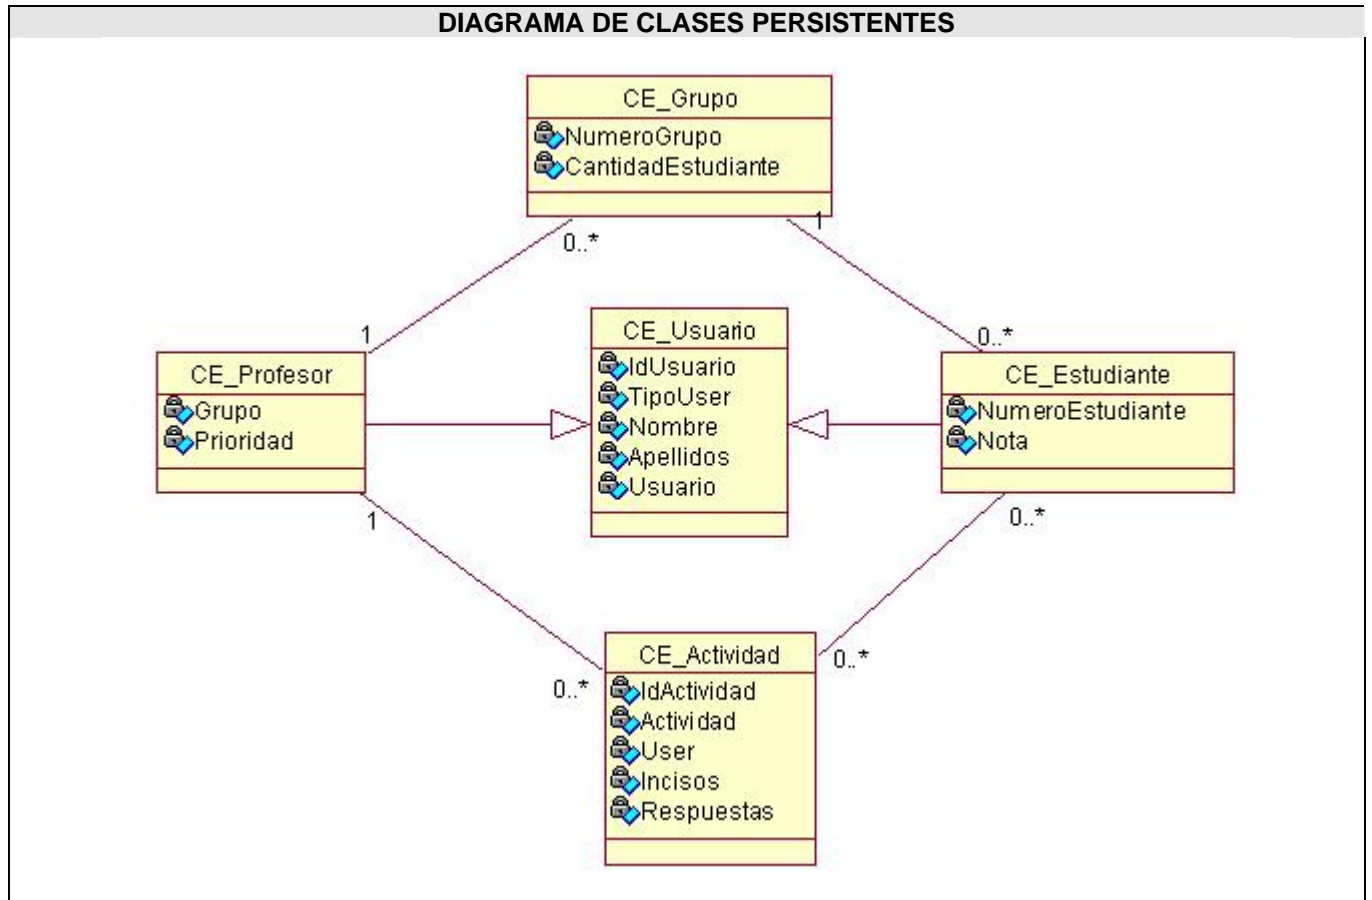 DIAGRAMA DE CLASES PERSISTENTES
CE_Grupo
NumeroGrupo
CantidadEstudiante
0..*
1
1
0..*
CE_Profesor
Grupo
Prioridad
CE_Usuario
IdUsuario
TipoUser
Nombre
Apellidos
Usuario
CE_Estudiante
NumeroEstudiante
Nota
1
0..*
0..*
0..*
CE_Actividad
IdActividad
Actividad
User
Incisos
Respuestas